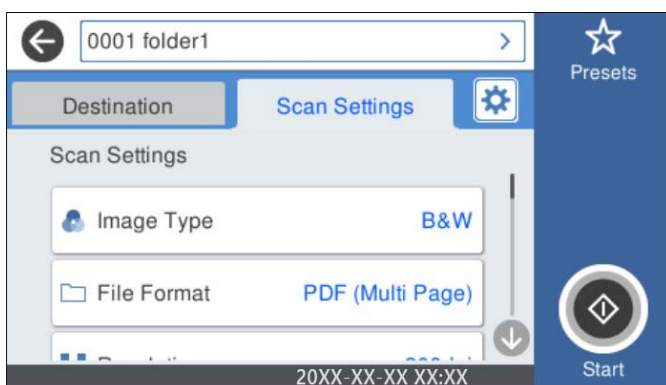 0001 folder1
Presets
Destination
Scan Settings
Scan Settings
Image Type B&W
File Format PDF (Multi Page)
20XX-XX-XX XX:XX
Start